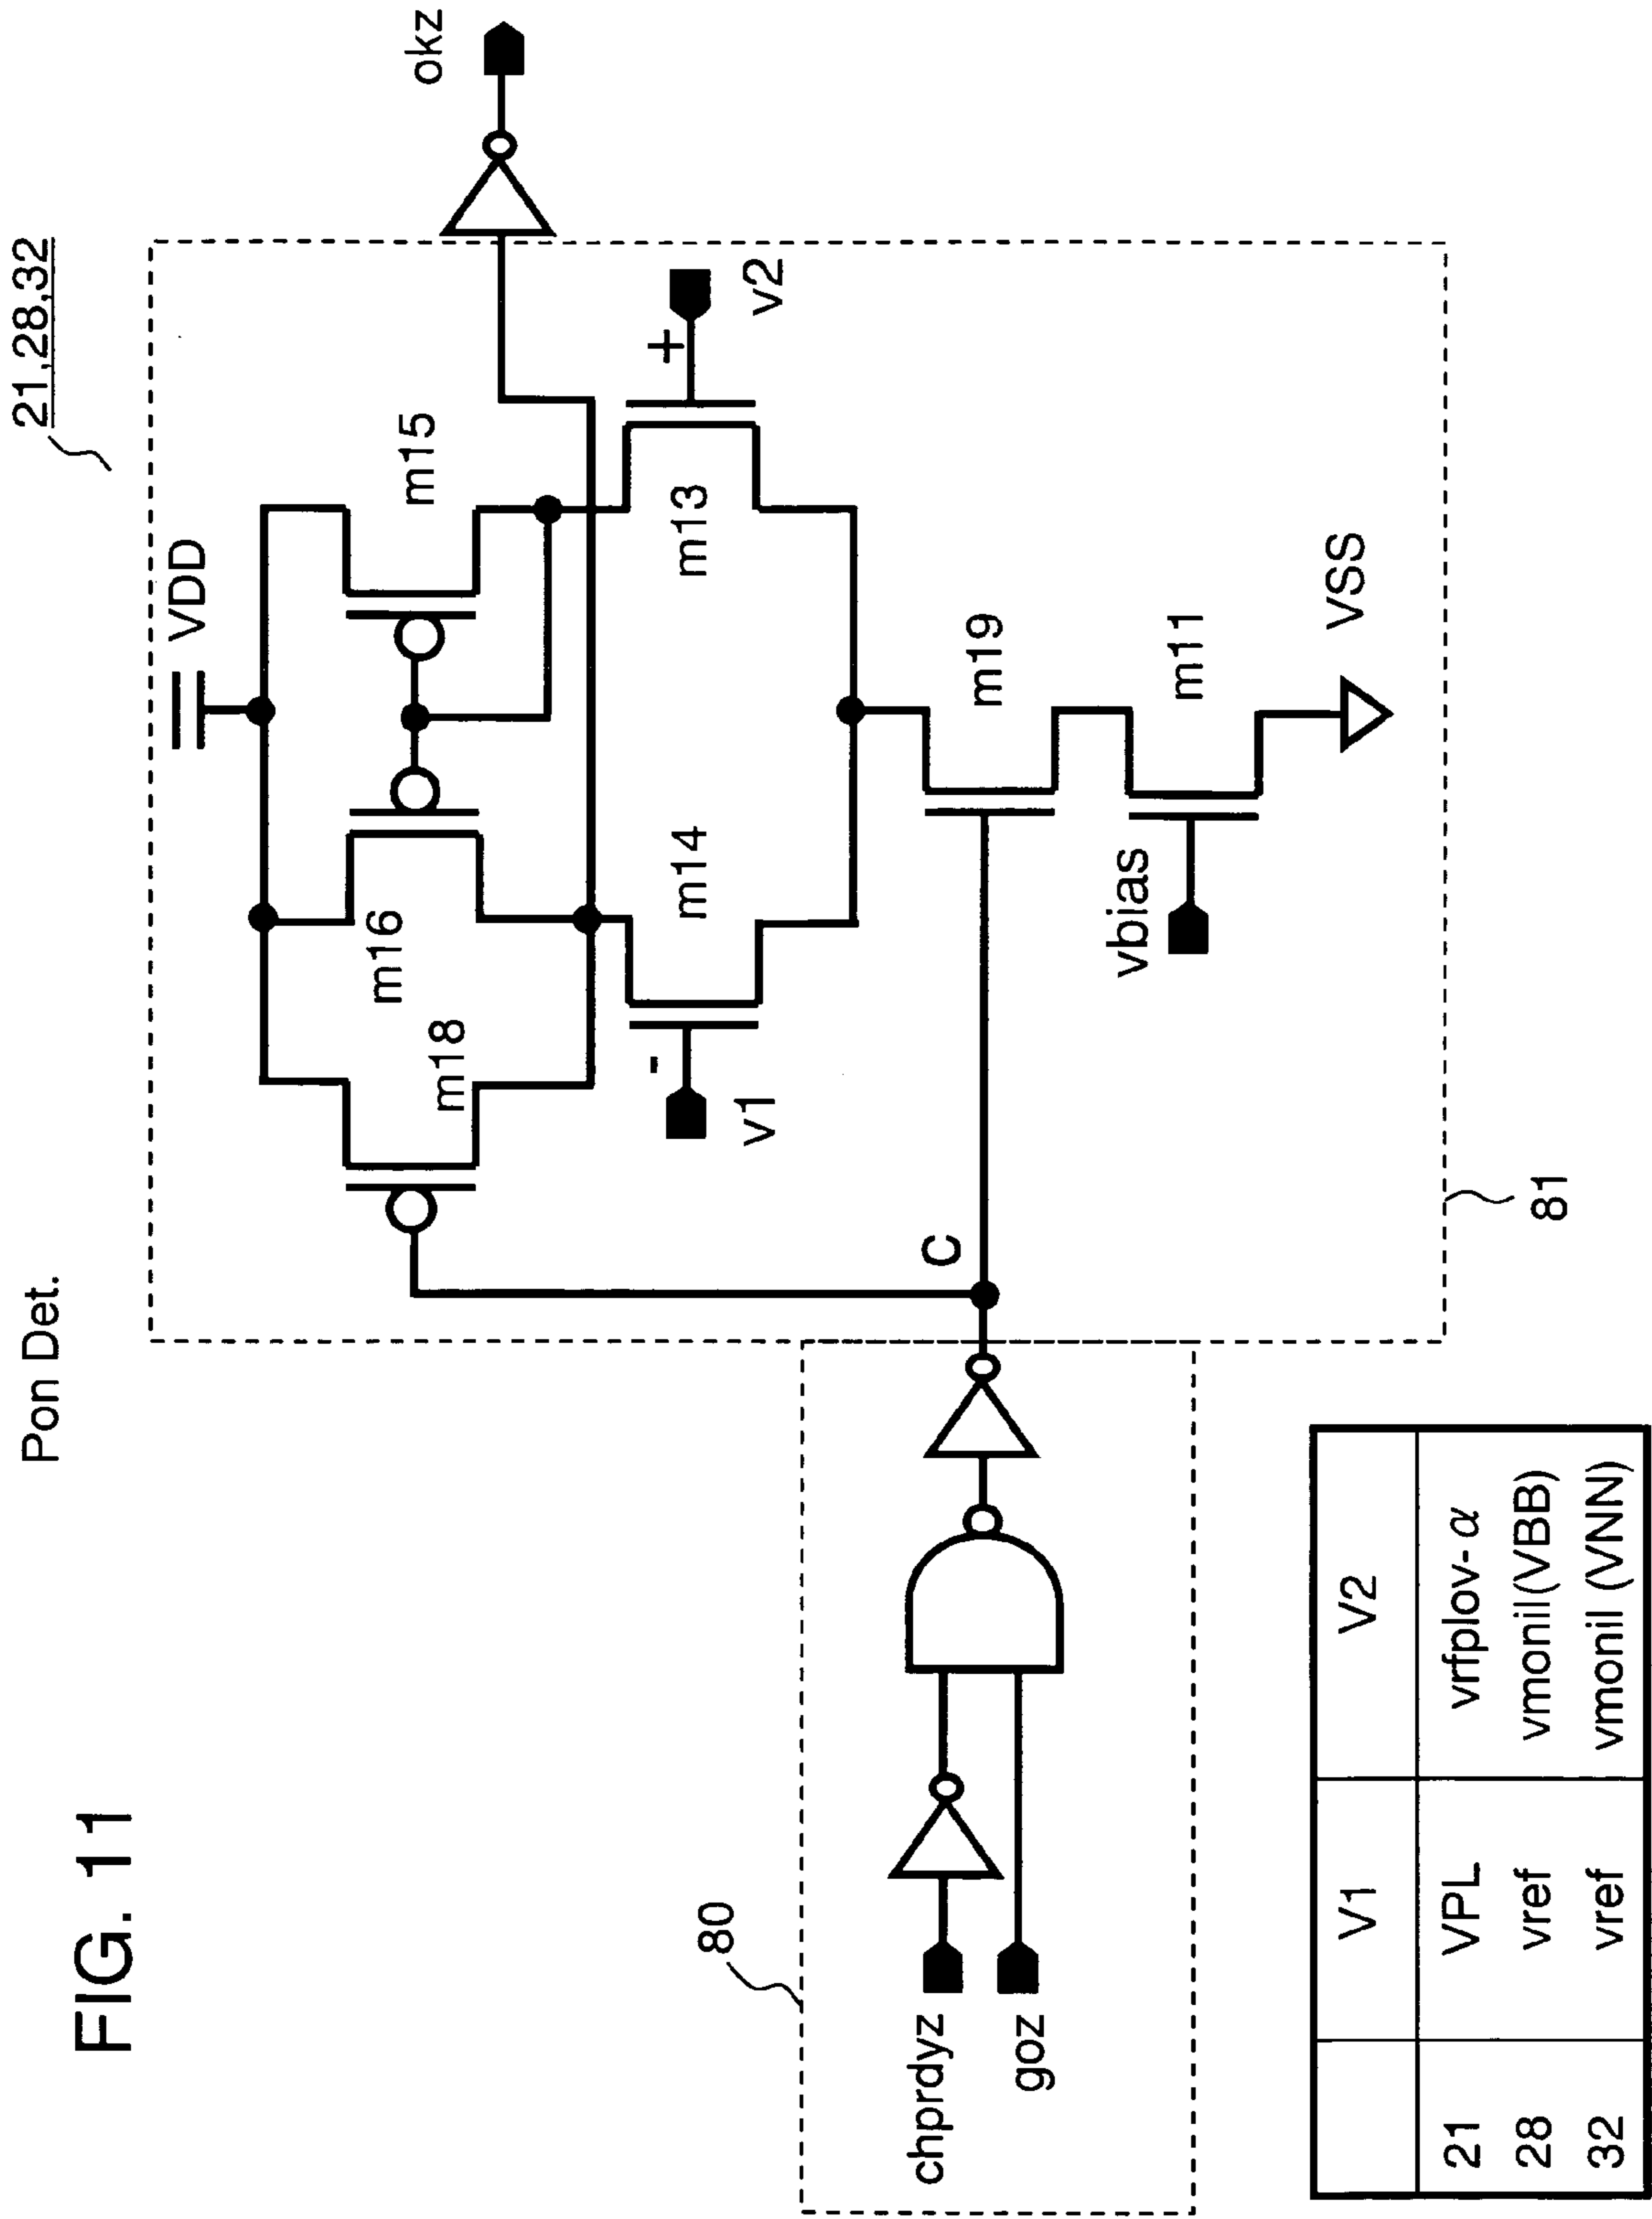 FIG. 11
Pon Det.
21,28,32
VDD
okz
m15
m16
m18
v1
-
m14
m13
+
v2
C
m19
vbias
m11
VSS
80
chprdyz
goz
81
V1 V2
21 VPL vrfplov-α
28 vref vmonil(VBB)
32 vref vmonil (VNN)